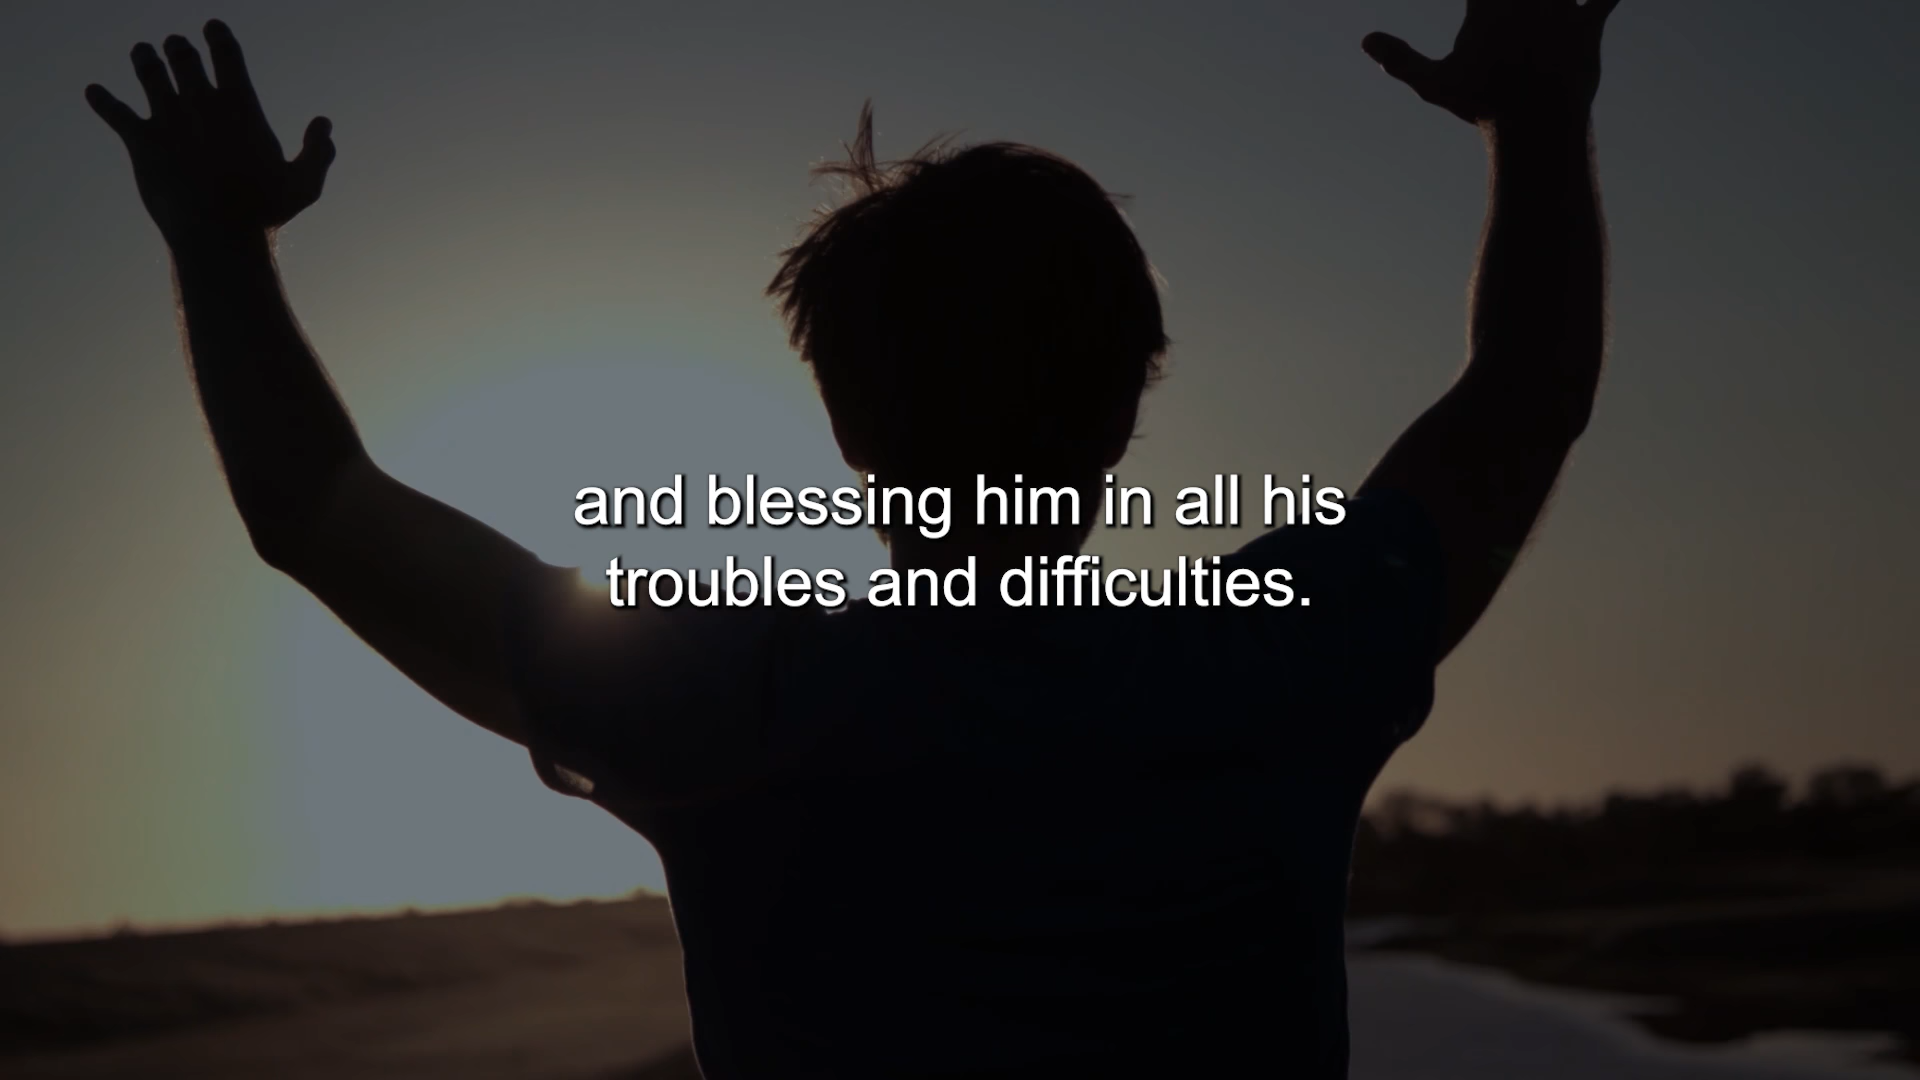 and blessing him in all his
troubles and difficulties.